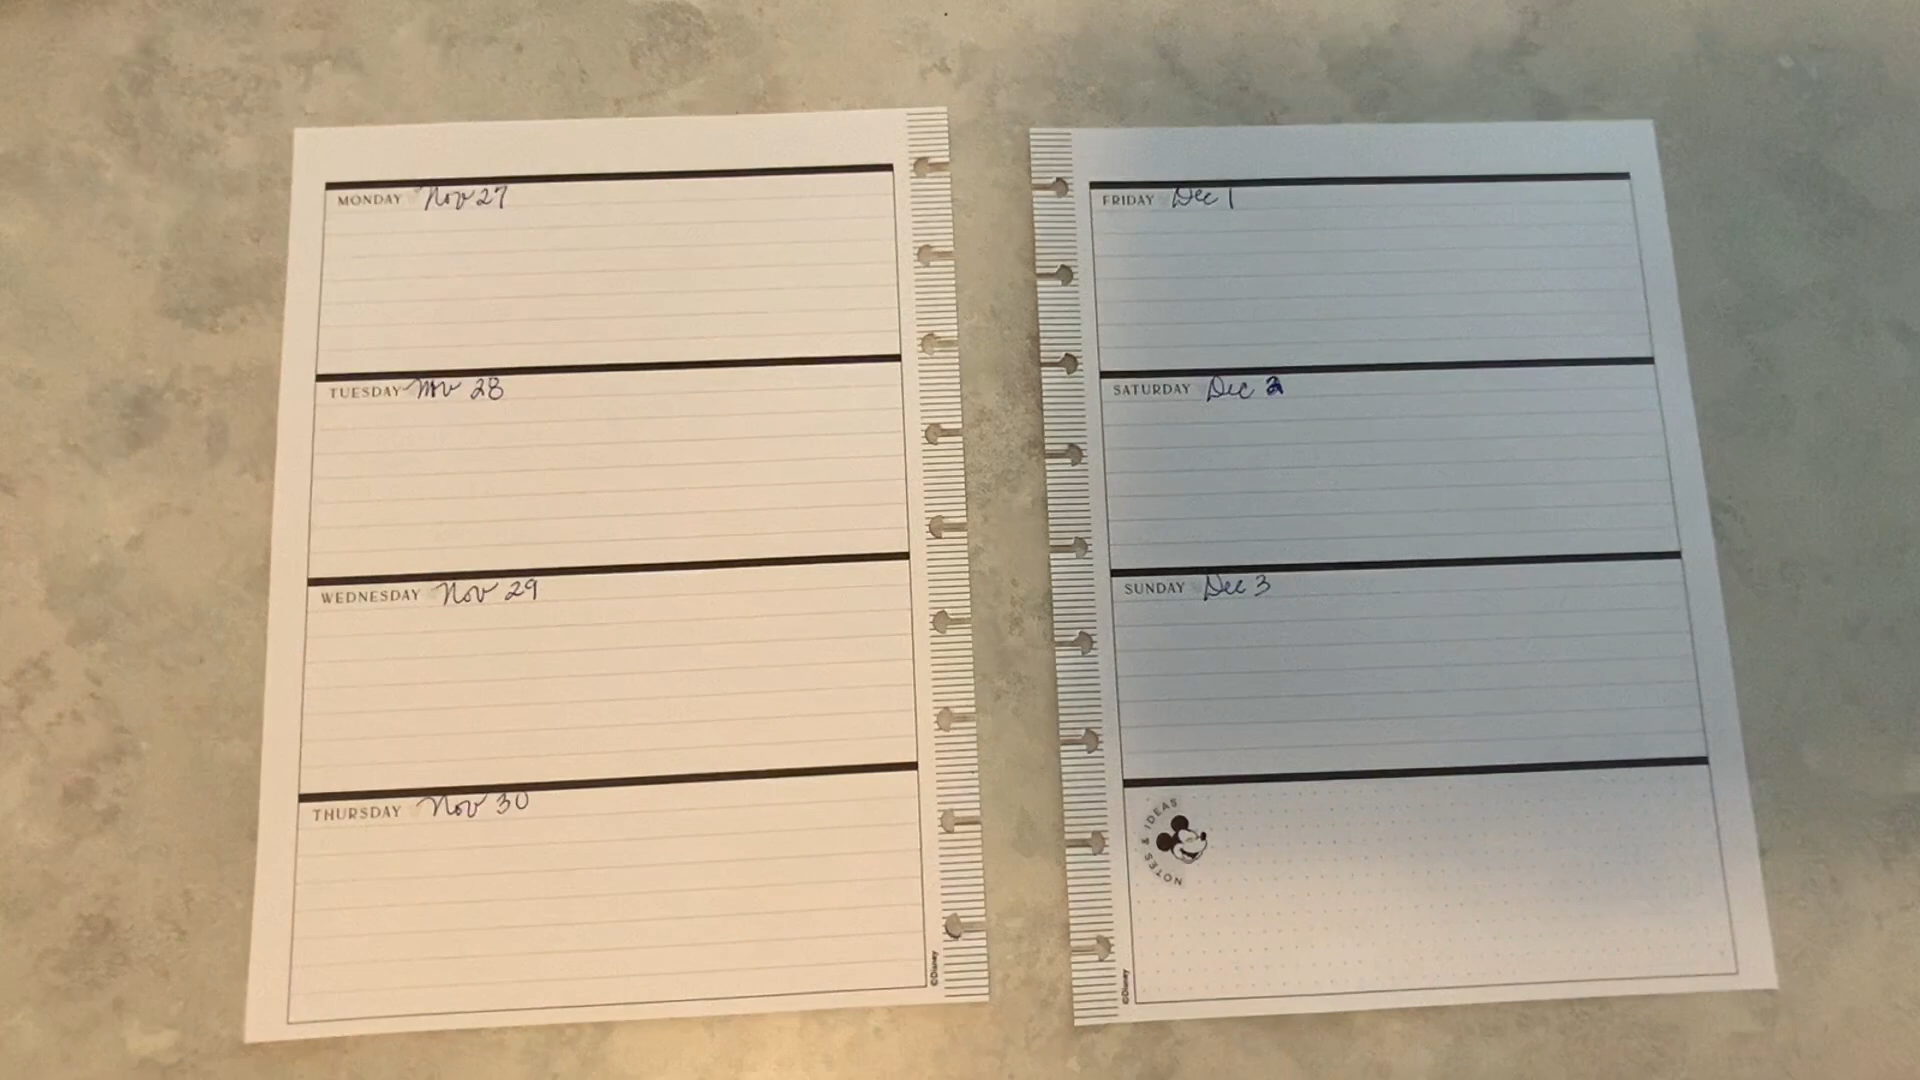 MONDAY Nov 27
TUESDAY Nov 28
WEDNESDAY Nov 29
THURSDAY Nov 30
©Disney
FRIDAY Dec 1
SATURDAY Dec 2
SUNDAY Dec 3
NOTES & IDEAS
©Disney